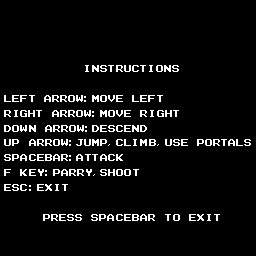 INSTRUCTIONS
LEFT ARROW: MOVE LEFT
RIGHT ARROW: MOVE RIGHT
DOWN ARROW: DESCEND
UP ARROW: JUMP, CLIMB, USE PORTALS
SPACEBAR: ATTACK
F KEY: PARRY, SHOOT
ESC: EXIT
PRESS SPACEBAR TO EXIT